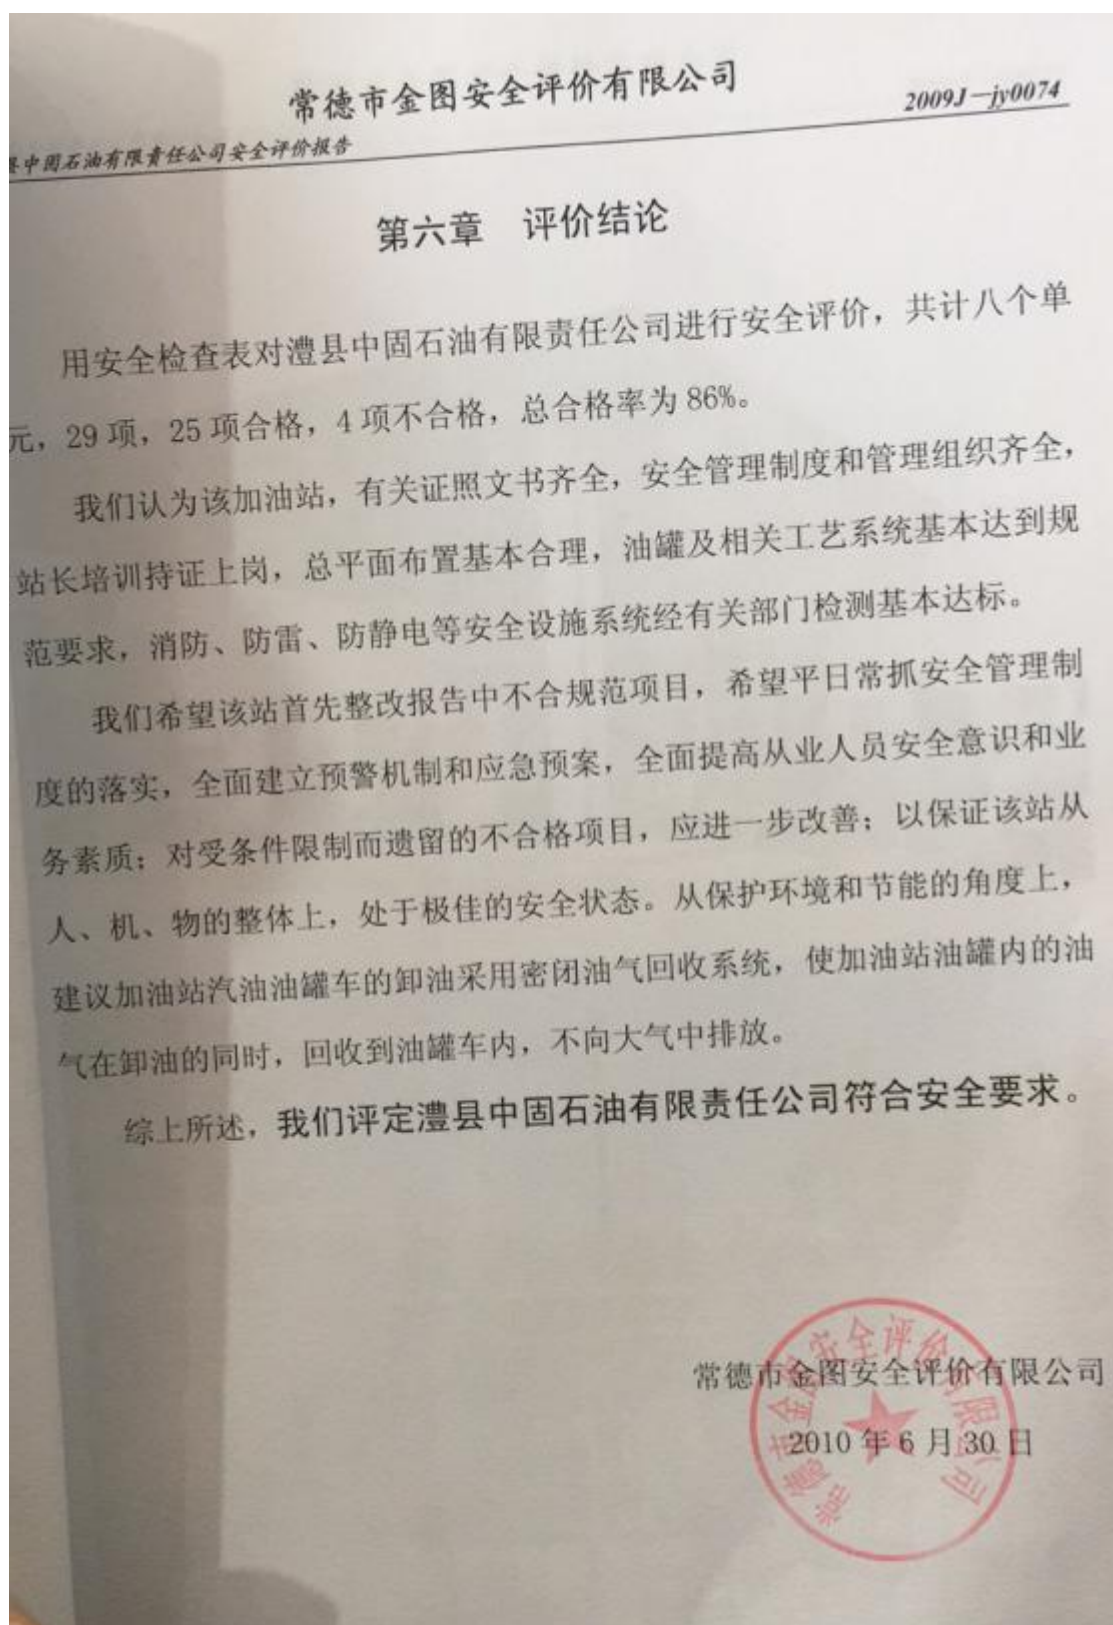 常德市金图安全评价有限公司
2009J—jy0074
中固石油有限责任公司安全评价报告
第六章 评价结论
用安全检查表对澧县中固石油有限责任公司进行安全评价，共计八个单
元，29项，25项合格，4项不合格，总合格率为86%。
我们认为该加油站，有关证照文书齐全，安全管理制度和管理组织齐全，
站长培训持证上岗，总平面布置基本合理，油罐及相关工艺系统基本达到规
范要求，消防、防雷、防静电等安全设施系统经有关部门检测基本达标。
我们希望该站首先整改报告中不合规范项目，希望平日常抓安全管理制
度的落实，全面建立预警机制和应急预案，全面提高从业人员安全意识和业
务素质；对受条件限制而遗留的不合格项目，应进一步改善；以保证该站从
人、机、物的整体上，处于极佳的安全状态。从保护环境和节能的角度上，
建议加油站汽油油罐车的卸油采用密闭油气回收系统，使加油站油罐内的油
气在卸油的同时，回收到油罐车内，不向大气中排放。
综上所述，我们评定澧县中固石油有限责任公司符合安全要求。
常德市金图安全评价有限公司
2010年6月30日
常德市金图安全评价有限公司